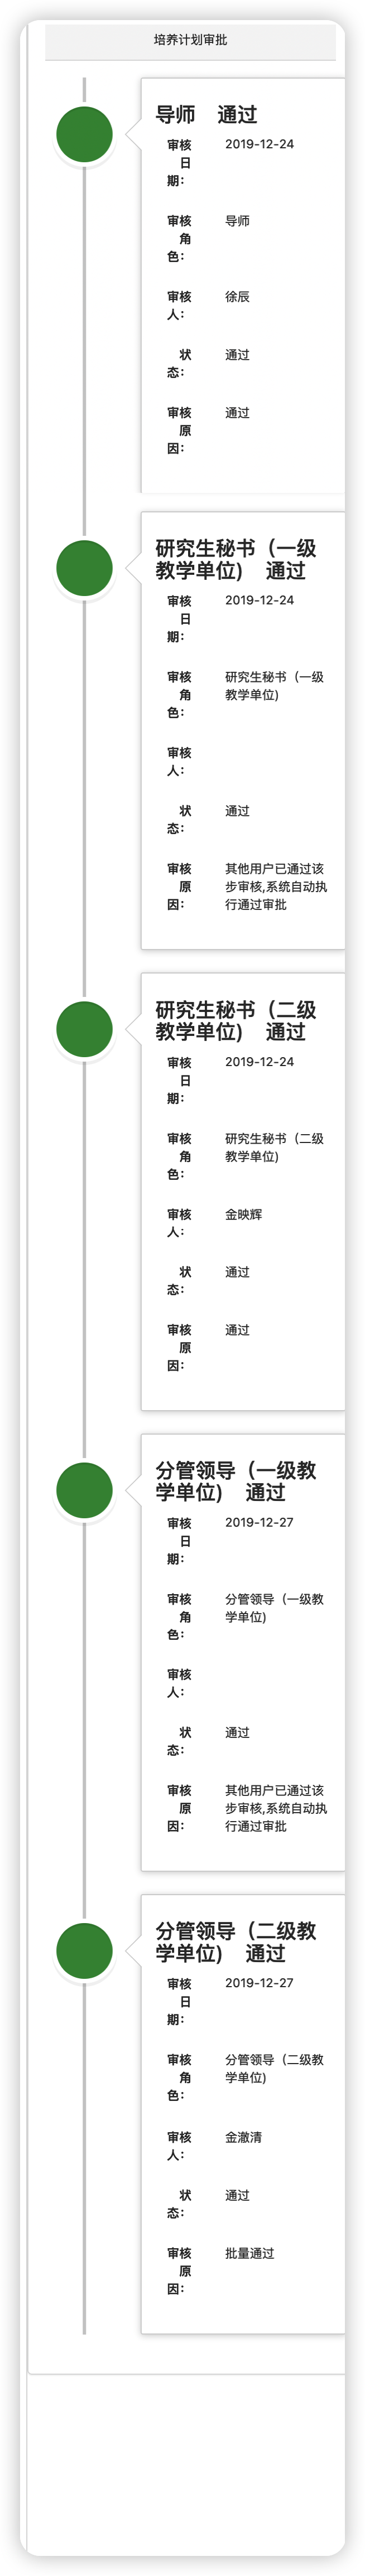 培养计划审批
导师 通过
审核 2019-12-24
日
期：
审核 导师
角
色：
审核 徐辰
人：
状 通过
态：
审核 通过
原
因：
研究生秘书（一级
教学单位） 通过
审核 2019-12-24
日
期：
审核 研究生秘书（一级
角 教学单位）
色：
审核
人：
状 通过
态：
审核 其他用户已通过该
原 步审核,系统自动执
因： 行通过审批
研究生秘书（二级
教学单位） 通过
审核 2019-12-24
日
期：
审核 研究生秘书（二级
角 教学单位）
色：
审核 金映辉
人：
状 通过
态：
审核 通过
原
因：
分管领导（一级教
学单位） 通过
审核 2019-12-27
日
期：
审核 分管领导（一级教
角 学单位）
色：
审核
人：
状 通过
态：
审核 其他用户已通过该
原 步审核,系统自动执
因： 行通过审批
分管领导（二级教
学单位） 通过
审核 2019-12-27
日
期：
审核 分管领导（二级教
角 学单位）
色：
审核 金澈清
人：
状 通过
态：
审核 批量通过
原
因：